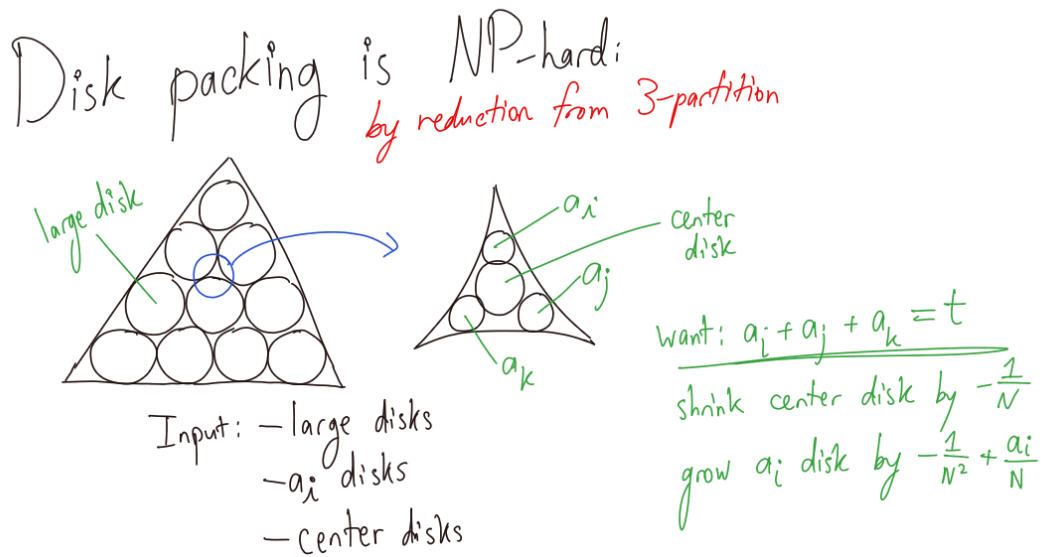 Disk packing is NP-hard:
by reduction from 3-partition
large disk
a_i
center
disk
a_j
a_k
want: a_i + a_j + a_k = t
shrink center disk by -1/N
grow a_i disk by -1/N² + a_i/N
Input: - large disks
- a_i disks
- center disks